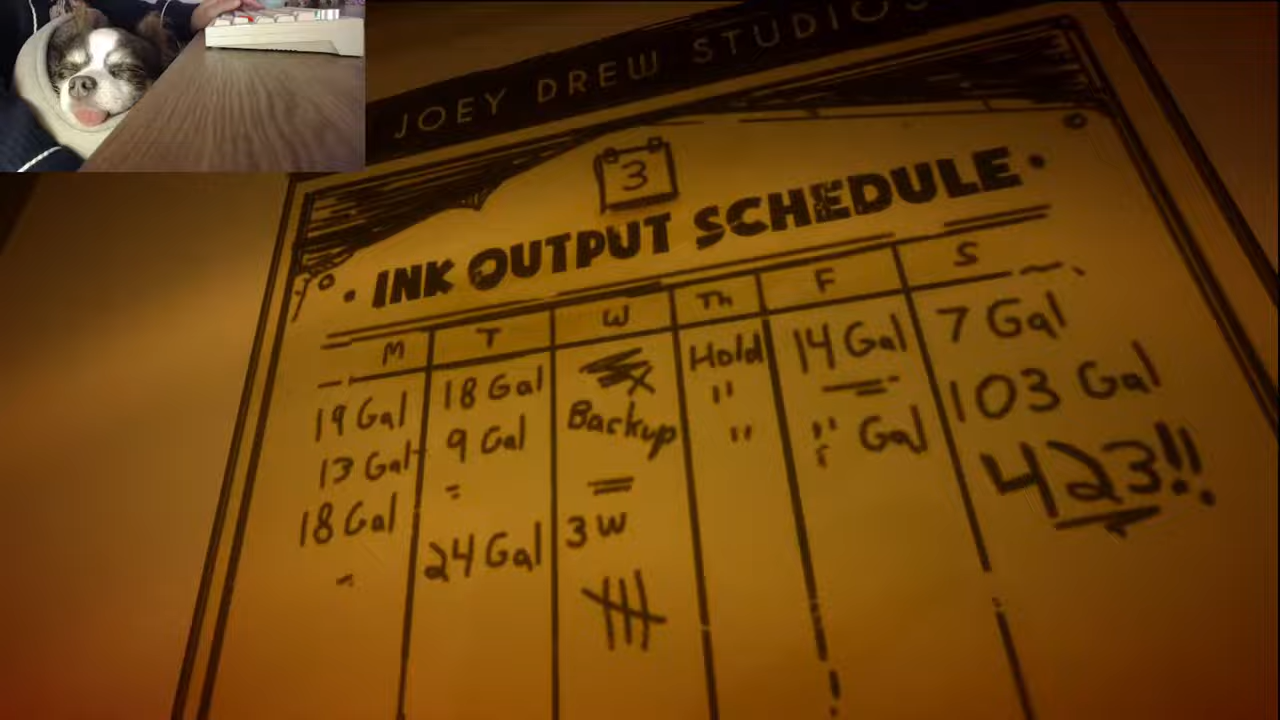 JOEY DREW STUDIOS
3
· INK OUTPUT SCHEDULE ·
M T W Th F S
19 Gal 18 Gal Hold 14 Gal 7 Gal
13 Gal 9 Gal Backup " " Gal 103 Gal
18 Gal " " 423!!
" 24 Gal 3 W